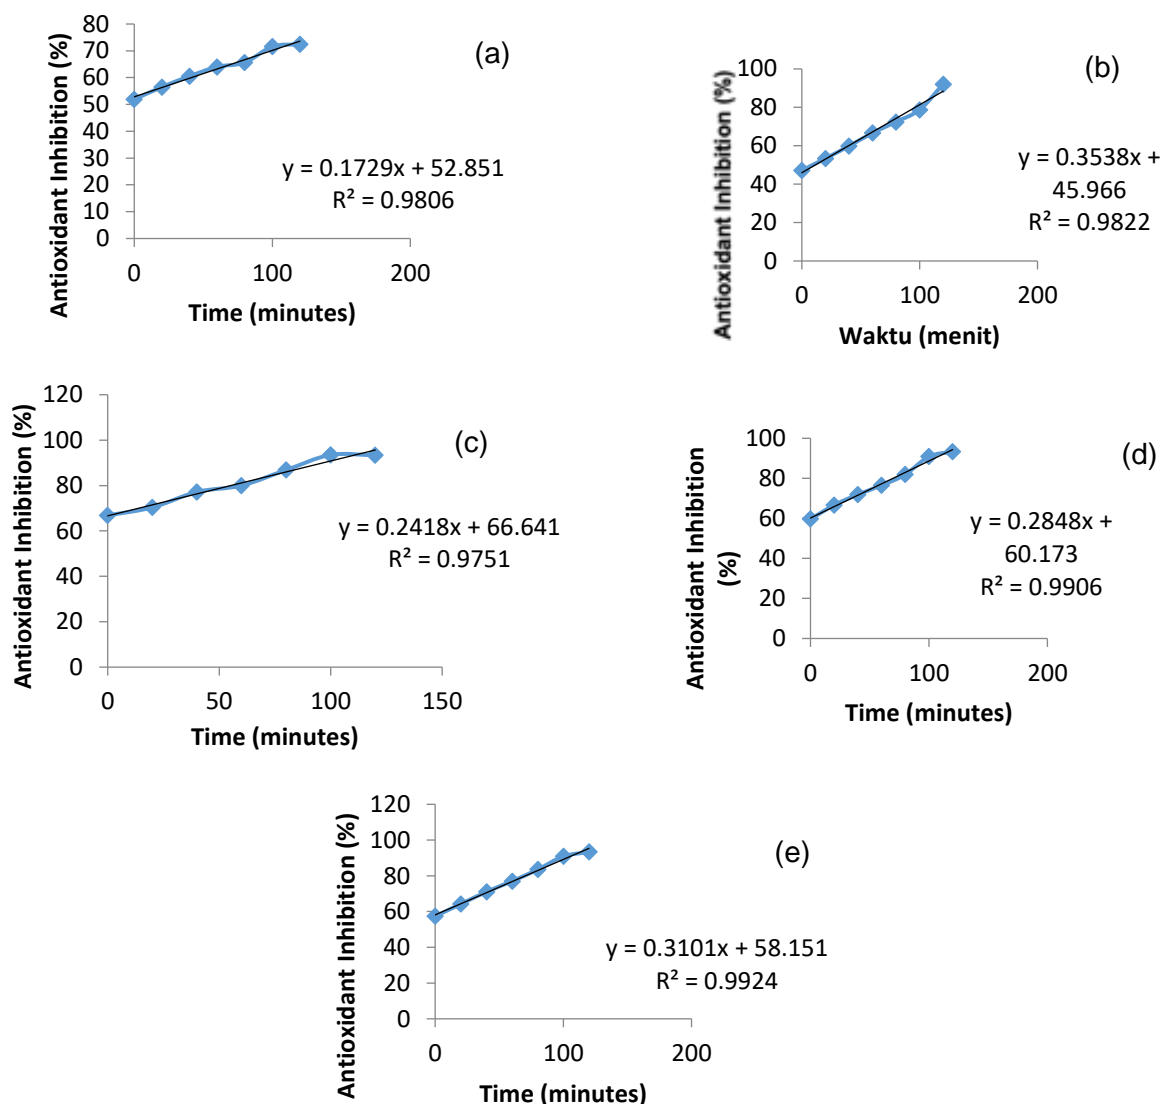 Antioxidant Inhibition (%)
80
70
60
50
40
30
20
10
0
(a)
y = 0.1729x + 52.851
R² = 0.9806
0 100 200
Time (minutes)
Antioxidant Inhibition (%)
100
80
60
40
20
0
(b)
y = 0.3538x +
45.966
R² = 0.9822
0 100 200
Waktu (menit)
Antioxidant Inhibition (%)
120
100
80
60
40
20
0
(c)
y = 0.2418x + 66.641
R² = 0.9751
0 50 100 150
Time (minutes)
Antioxidant Inhibition
(%)
100
80
60
40
20
0
(d)
y = 0.2848x +
60.173
R² = 0.9906
0 100 200
Time (minutes)
Antioxidant Inhibition (%)
120
100
80
60
40
20
0
(e)
y = 0.3101x + 58.151
R² = 0.9924
0 100 200
Time (minutes)